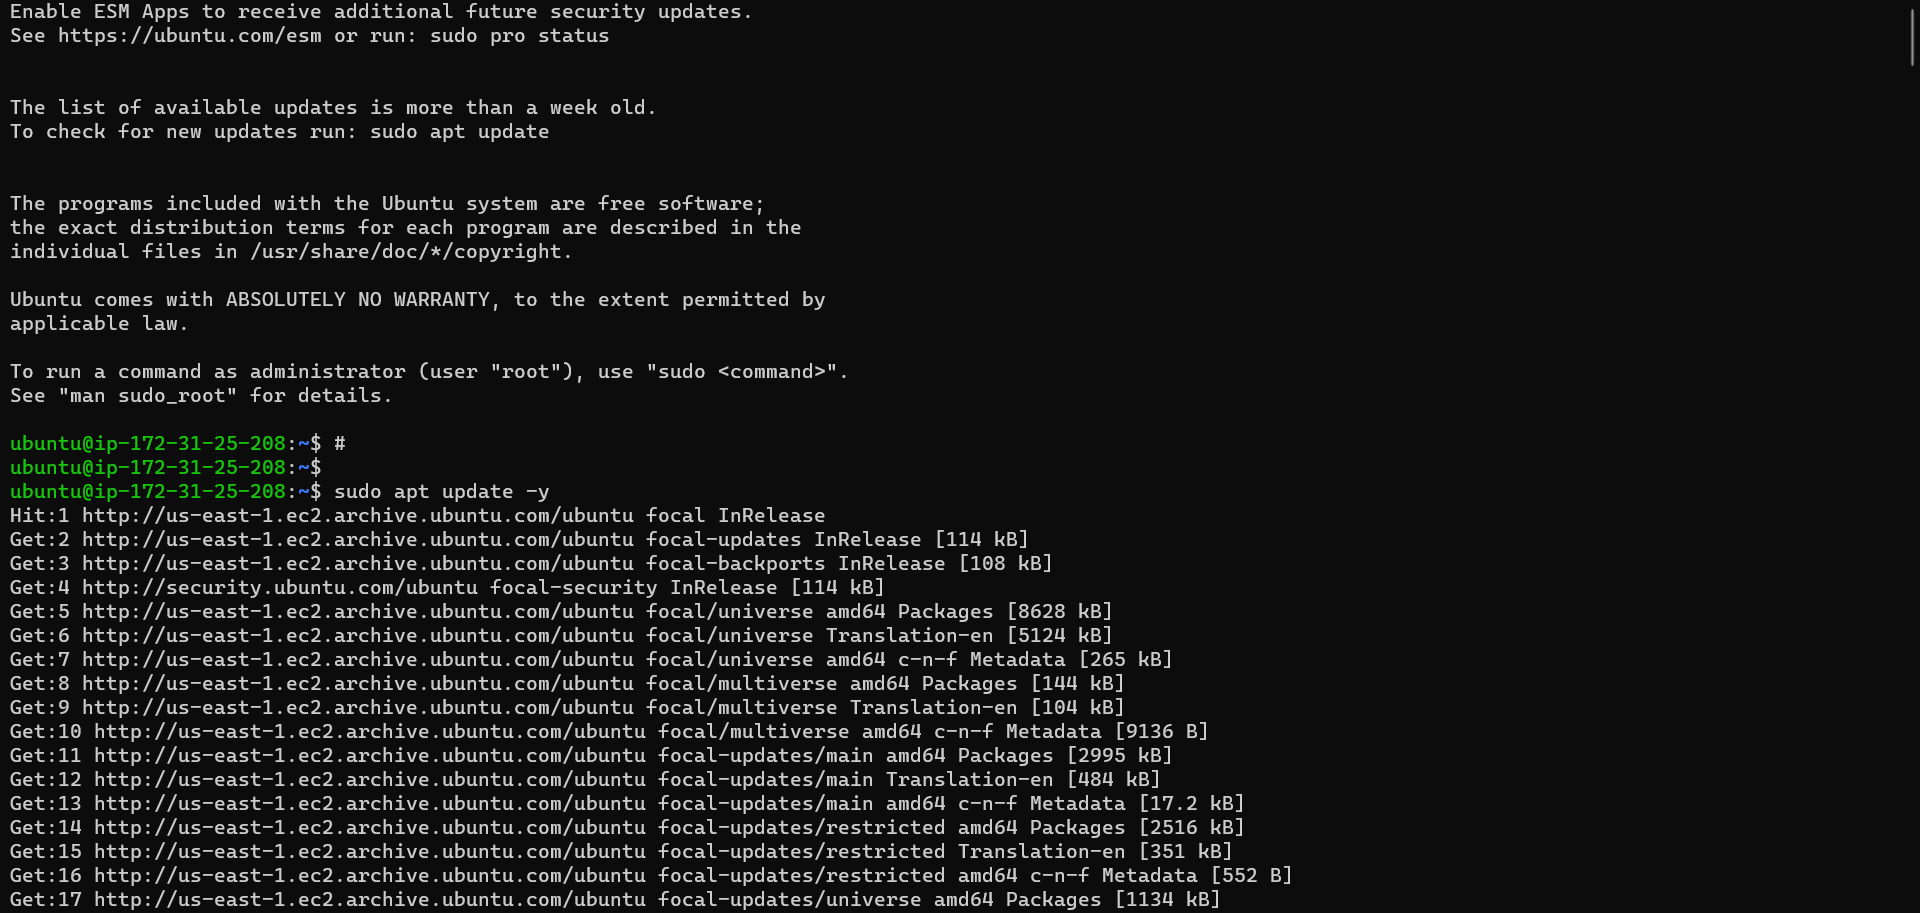 Enable ESM Apps to receive additional future security updates.
See https://ubuntu.com/esm or run: sudo pro status
The list of available updates is more than a week old.
To check for new updates run: sudo apt update
The programs included with the Ubuntu system are free software;
the exact distribution terms for each program are described in the
individual files in /usr/share/doc/*/copyright.
Ubuntu comes with ABSOLUTELY NO WARRANTY, to the extent permitted by
applicable law.
To run a command as administrator (user "root"), use "sudo <command>".
See "man sudo_root" for details.
ubuntu@ip-172-31-25-208:~$ #
ubuntu@ip-172-31-25-208:~$
ubuntu@ip-172-31-25-208:~$ sudo apt update -y
Hit:1 http://us-east-1.ec2.archive.ubuntu.com/ubuntu focal InRelease
Get:2 http://us-east-1.ec2.archive.ubuntu.com/ubuntu focal-updates InRelease [114 kB]
Get:3 http://us-east-1.ec2.archive.ubuntu.com/ubuntu focal-backports InRelease [108 kB]
Get:4 http://security.ubuntu.com/ubuntu focal-security InRelease [114 kB]
Get:5 http://us-east-1.ec2.archive.ubuntu.com/ubuntu focal/universe amd64 Packages [8628 kB]
Get:6 http://us-east-1.ec2.archive.ubuntu.com/ubuntu focal/universe Translation-en [5124 kB]
Get:7 http://us-east-1.ec2.archive.ubuntu.com/ubuntu focal/universe amd64 c-n-f Metadata [265 kB]
Get:8 http://us-east-1.ec2.archive.ubuntu.com/ubuntu focal/multiverse amd64 Packages [144 kB]
Get:9 http://us-east-1.ec2.archive.ubuntu.com/ubuntu focal/multiverse Translation-en [104 kB]
Get:10 http://us-east-1.ec2.archive.ubuntu.com/ubuntu focal/multiverse amd64 c-n-f Metadata [9136 B]
Get:11 http://us-east-1.ec2.archive.ubuntu.com/ubuntu focal-updates/main amd64 Packages [2995 kB]
Get:12 http://us-east-1.ec2.archive.ubuntu.com/ubuntu focal-updates/main Translation-en [484 kB]
Get:13 http://us-east-1.ec2.archive.ubuntu.com/ubuntu focal-updates/main amd64 c-n-f Metadata [17.2 kB]
Get:14 http://us-east-1.ec2.archive.ubuntu.com/ubuntu focal-updates/restricted amd64 Packages [2516 kB]
Get:15 http://us-east-1.ec2.archive.ubuntu.com/ubuntu focal-updates/restricted Translation-en [351 kB]
Get:16 http://us-east-1.ec2.archive.ubuntu.com/ubuntu focal-updates/restricted amd64 c-n-f Metadata [552 B]
Get:17 http://us-east-1.ec2.archive.ubuntu.com/ubuntu focal-updates/universe amd64 Packages [1134 kB]